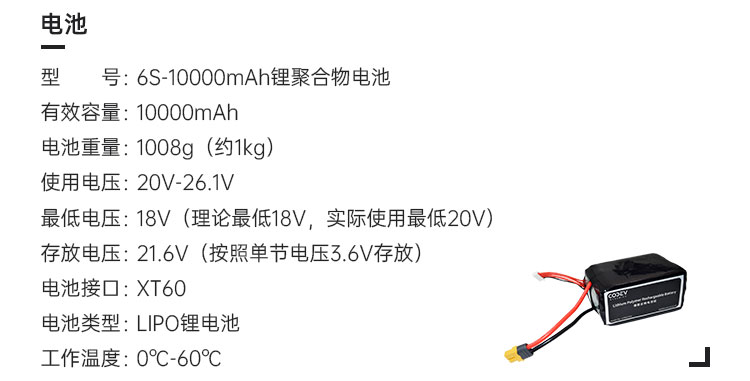 电池
型　　号：6S-10000mAh锂聚合物电池
有效容量：10000mAh
电池重量：1008g（约1kg）
使用电压：20V-26.1V
最低电压：18V（理论最低18V，实际使用最低20V）
存放电压：21.6V（按照单节电压3.6V存放）
电池接口：XT60
电池类型：LIPO锂电池
工作温度：0℃-60℃
CODEV
Lithium Polymer Rechargeable Battery